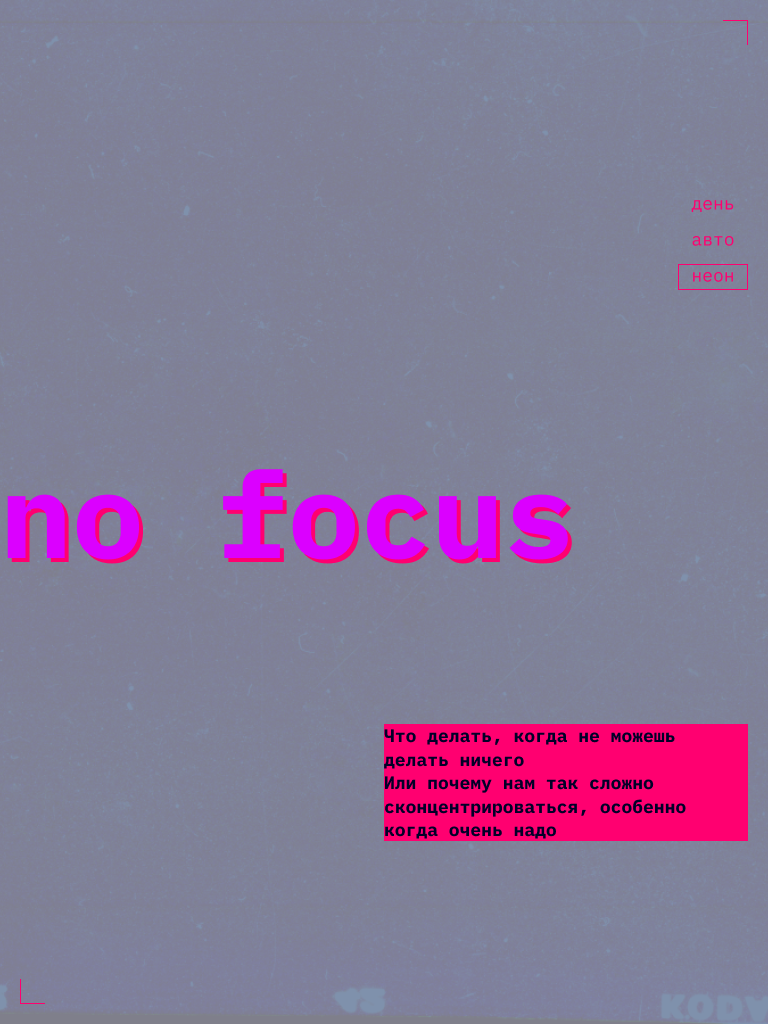 день
авто
неон
no focus
Что делать, когда не можешь
делать ничего
Или почему нам так сложно
сконцентрироваться, особенно
когда очень надо